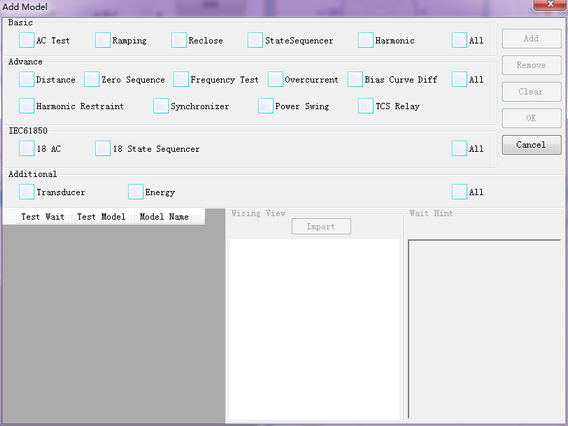 Add Model
Basic
AC Test Ramping Reclose StateSequencer Harmonic All Add
Advance Remove
Distance Zero Sequence Frequency Test Overcurrent Bias Curve Diff All Clear
Harmonic Restraint Synchronizer Power Swing TCS Relay OK
IEC61850
18 AC 18 State Sequencer All Cancel
Additional
Transducer Energy All
Test Wait Test Model Model Name Wiring View Wait Hint
Import